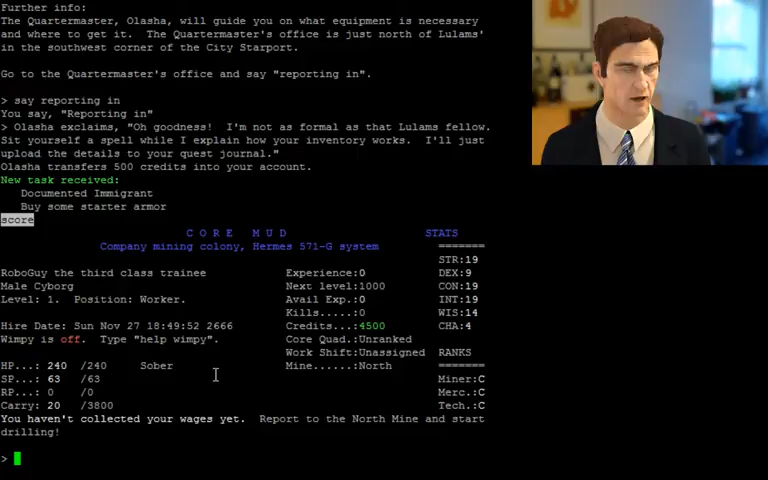 Further info:
The Quartermaster, Olasha, will guide you on what equipment is necessary
and where to get it.  The Quartermaster's office is just north of Lulams'
in the southwest corner of the City Starport.
Go to the Quartermaster's office and say "reporting in".
> say reporting in
You say, "Reporting in"
> Olasha exclaims, "Oh goodness!  I'm not as formal as that Lulams fellow.
Sit yourself a spell while I explain how your inventory works.  I'll just
upload the details to your quest journal."
Olasha transfers 500 credits into your account.
New task received:
Documented Immigrant
Buy some starter armor
score
C O R E   M U D   STATS
Company mining colony, Hermes 571-G system   =======
STR:19
RoboGuy the third class trainee   Experience:0   DEX:9
Male Cyborg   Next level:1000   CON:19
Level: 1.  Position: Worker.   Avail Exp.:0   INT:19
Kills.....:0   WIS:14
Hire Date: Sun Nov 27 18:49:52 2666   Credits...:4500   CHA:4
Wimpy is off.  Type "help wimpy".   Core Quad.:Unranked
Work Shift:Unassigned   RANKS
HP...: 240  /240   Sober   Mine......:North   =======
SP...: 63   /63   Miner:C
RP...: 0    /0   Merc.:C
Carry: 20   /3800   Tech.:C
You haven't collected your wages yet.  Report to the North Mine and start
drilling!
>